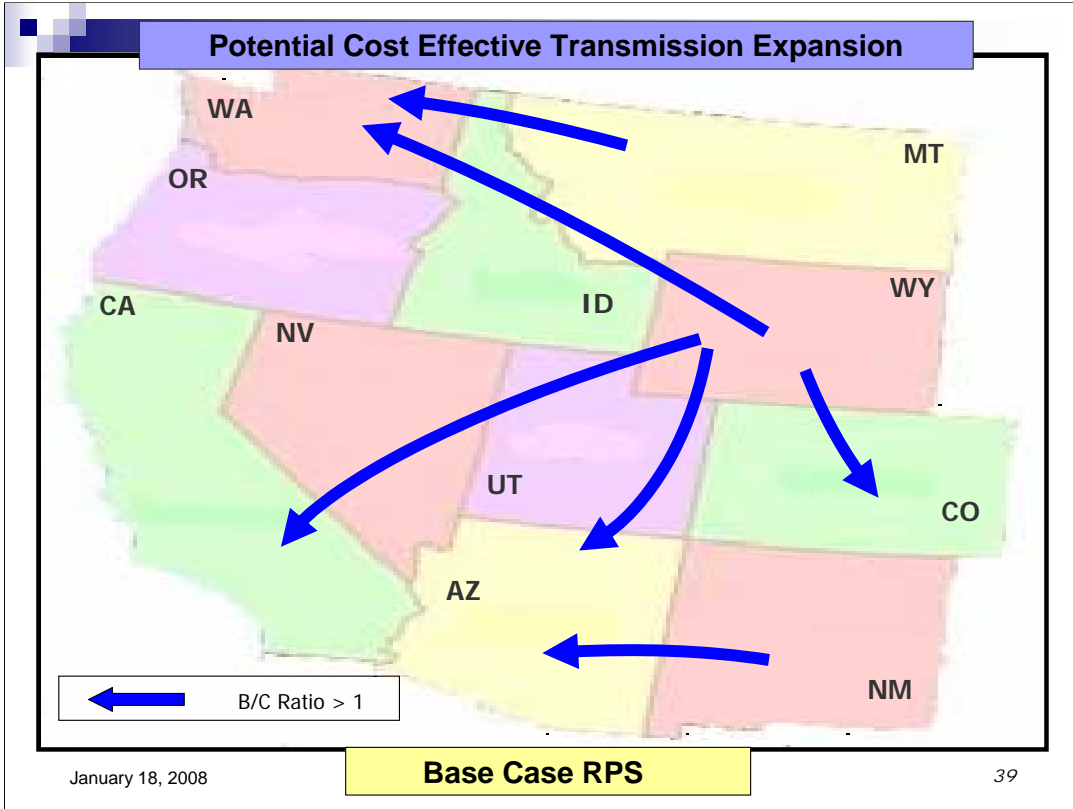 Potential Cost Effective Transmission Expansion
WA
MT
OR
WY
ID
CA
NV
UT
CO
AZ
NM
B/C Ratio > 1
January 18, 2008
Base Case RPS
39